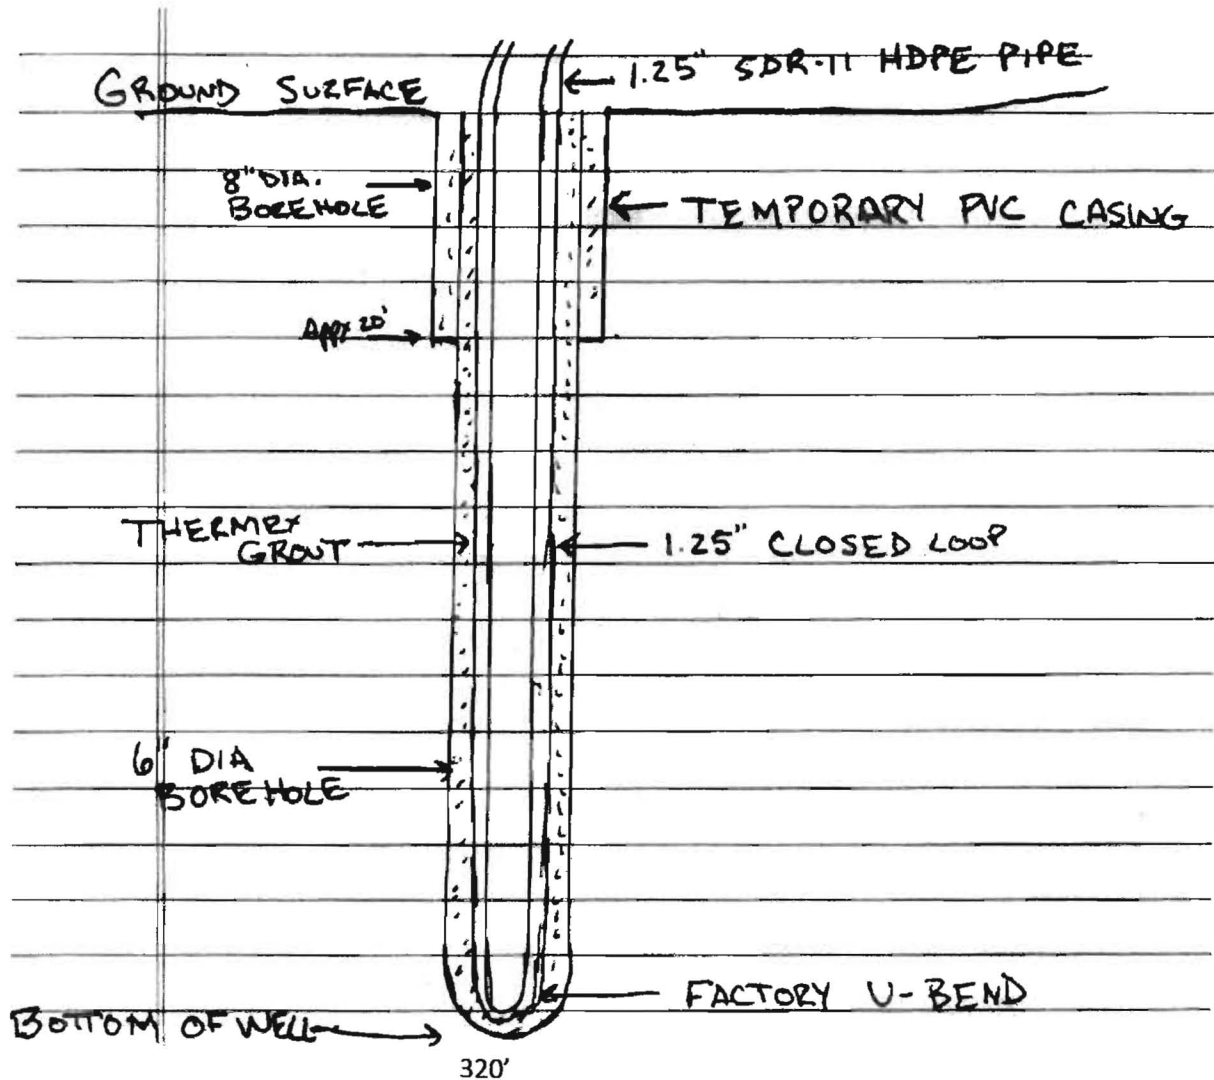 1.25" SDR-11 HDPE PIPE
GROUND SURFACE
8" DIA.
BOREHOLE
TEMPORARY PVC CASING
Appx 20'
THERMEX
GROUT
1.25" CLOSED LOOP
6" DIA
BOREHOLE
FACTORY U-BEND
BOTTOM OF WELL
320'